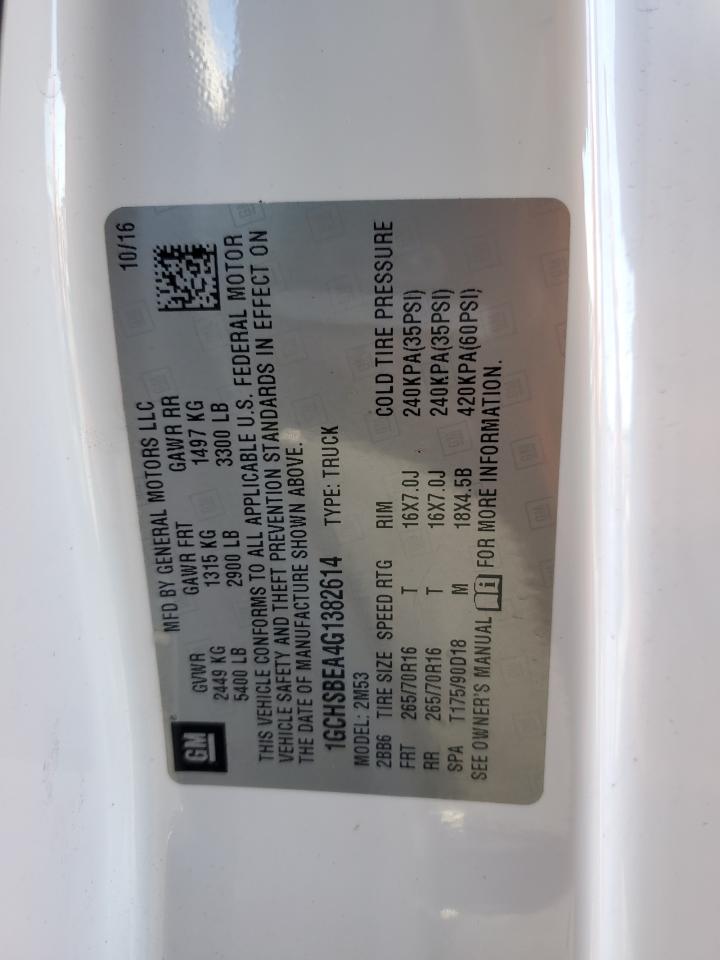 GM
MFD BY GENERAL MOTORS LLC 10/16
GVWR GAWR FRT GAWR RR
2449 KG 1315 KG 1497 KG
5400 LB 2900 LB 3300 LB
THIS VEHICLE CONFORMS TO ALL APPLICABLE U.S. FEDERAL MOTOR
VEHICLE SAFETY AND THEFT PREVENTION STANDARDS IN EFFECT ON
THE DATE OF MANUFACTURE SHOWN ABOVE.
1GCHSBEA4G1382614 TYPE: TRUCK
MODEL: 2M53
2BB6 TIRE SIZE SPEED RTG RIM COLD TIRE PRESSURE
FRT 265/70R16 T 16X7.0J 240KPA(35PSI)
RR 265/70R16 T 16X7.0J 240KPA(35PSI)
SPA T175/90D18 M 18X4.5B 420KPA(60PSI)
SEE OWNER'S MANUAL FOR MORE INFORMATION.